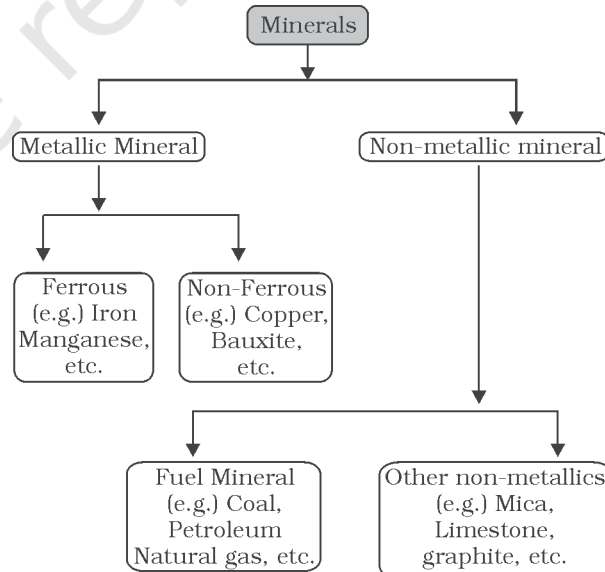 Minerals
Metallic Mineral
Non-metallic mineral
Ferrous
(e.g.) Iron
Manganese,
etc.
Non-Ferrous
(e.g.) Copper,
Bauxite,
etc.
Fuel Mineral
(e.g.) Coal,
Petroleum
Natural gas, etc.
Other non-metallics
(e.g.) Mica,
Limestone,
graphite, etc.